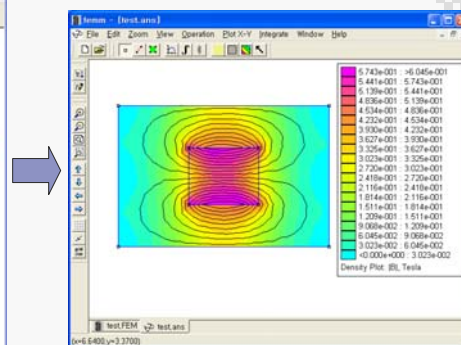 femm - [test.ans]
File Edit Zoom View Operation Plot X-Y Integrate Window Help
5.743e-001 : >6.045e-001
5.441e-001 : 5.743e-001
5.139e-001 : 5.441e-001
4.836e-001 : 5.139e-001
4.534e-001 : 4.836e-001
4.232e-001 : 4.534e-001
3.930e-001 : 4.232e-001
3.627e-001 : 3.930e-001
3.325e-001 : 3.627e-001
3.023e-001 : 3.325e-001
2.720e-001 : 3.023e-001
2.418e-001 : 2.720e-001
2.116e-001 : 2.418e-001
1.814e-001 : 2.116e-001
1.511e-001 : 1.814e-001
1.209e-001 : 1.511e-001
9.068e-002 : 1.209e-001
6.045e-002 : 9.068e-002
3.023e-002 : 6.045e-002
<0.000e+000 : 3.023e-002
Density Plot: |B|, Tesla
test.FEM test.ans
(x=6.6400,y=3.3700)